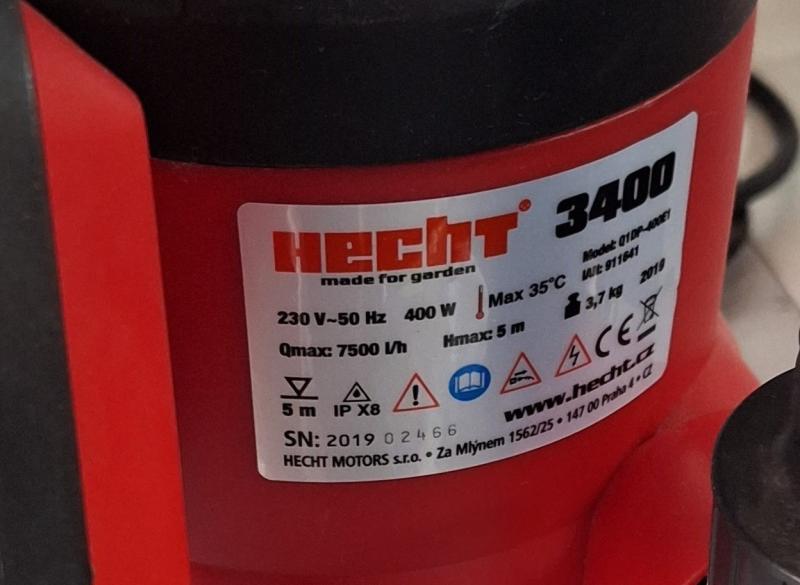 HECHT® 3400
made for garden
Model: Q1DP-400E1
230 V~50 Hz 400 W Max 35°C
3,7 kg 2019
Qmax: 7500 l/h Hmax: 5 m
5 m IP X8 CE
www.hecht.cz
SN: 2019 02466
HECHT MOTORS s.r.o. • Za Mlýnem 1562/25 • 147 00 Praha 4 • CZ